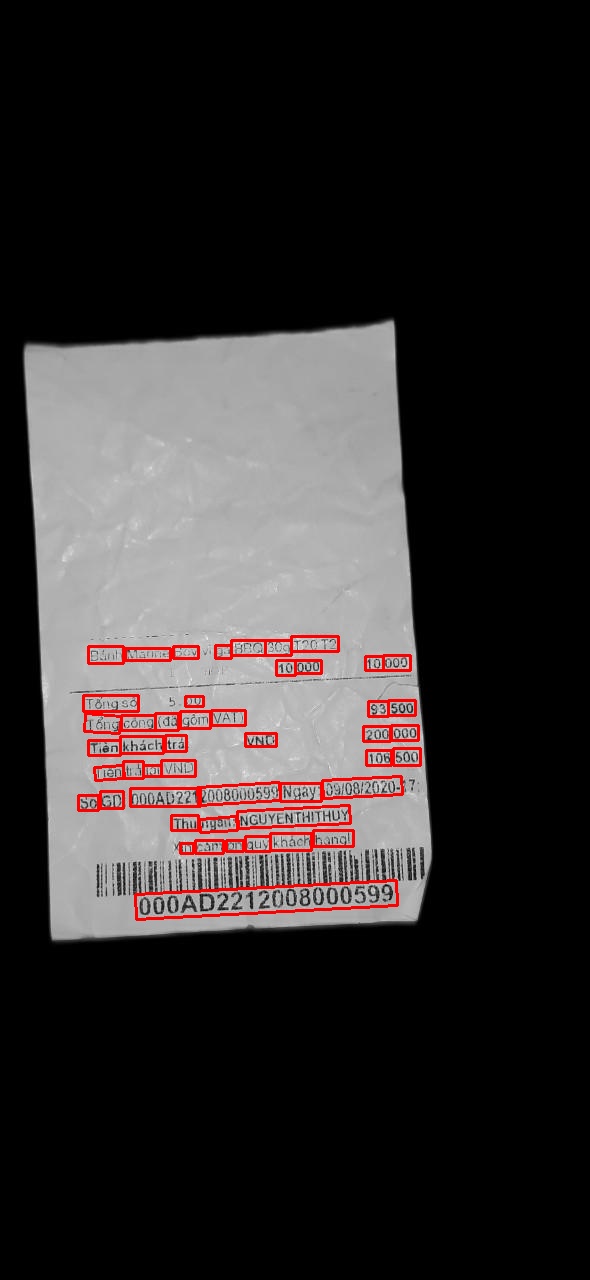 Bánh Marine Boy vị gà BBQ 30g T20 T2
10,000 10,000
Tổng số 5.00
93,500
Tổng cộng (đã gồm VAT)
Tiền khách trả VND 200,000
Tiền trả lại VND 106,500
Số GD 000AD2212008000599 Ngày: 09/08/2020-17:
Thu ngân: NGUYENTHITHUY
Xin cảm ơn quý khách hàng!
000AD2212008000599